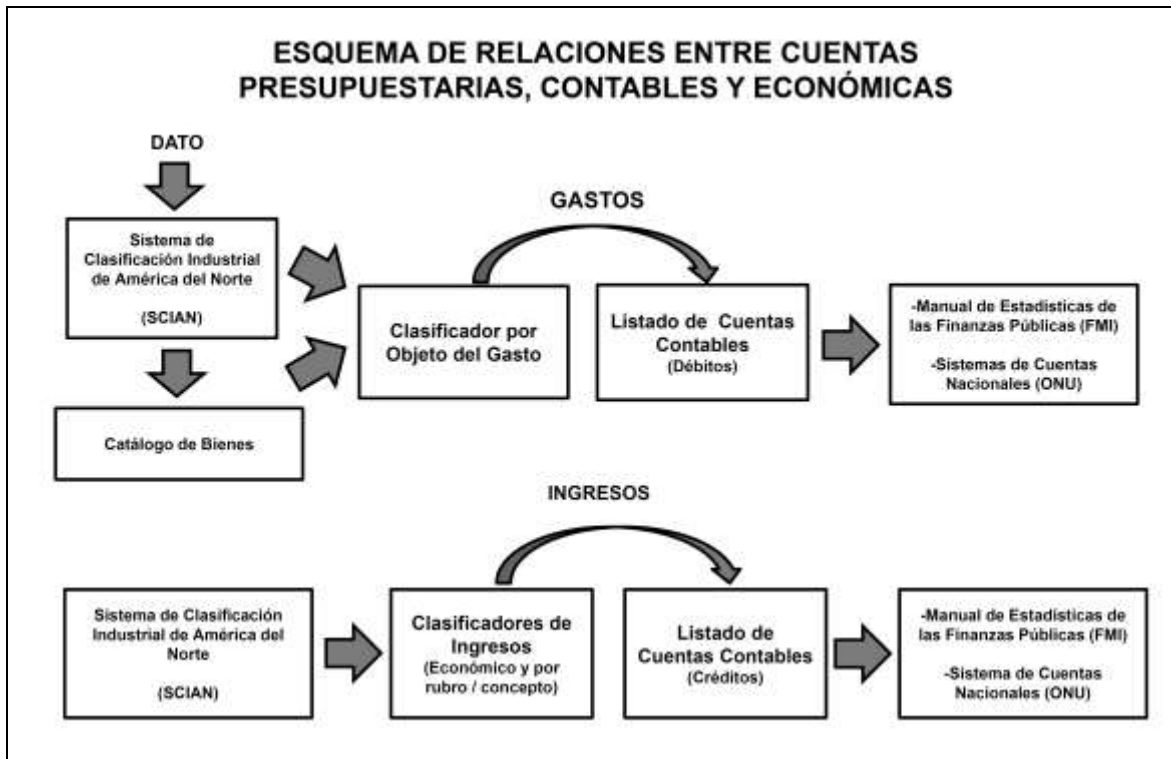 ESQUEMA DE RELACIONES ENTRE CUENTAS
PRESUPUESTARIAS, CONTABLES Y ECONÓMICAS
DATO
GASTOS
Sistema de
Clasificación Industrial
de América del Norte
(SCIAN)
Clasificador por
Objeto del Gasto
Listado de Cuentas
Contables
(Débitos)
-Manual de Estadísticas de
las Finanzas Públicas (FMI)
-Sistemas de Cuentas
Nacionales (ONU)
Catálogo de Bienes
INGRESOS
Sistema de Clasificación
Industrial de América del
Norte
(SCIAN)
Clasificadores de
Ingresos
(Económico y por
rubro / concepto)
Listado de
Cuentas Contables
(Créditos)
-Manual de Estadísticas de
las Finanzas Públicas (FMI)
-Sistema de Cuentas
Nacionales (ONU)